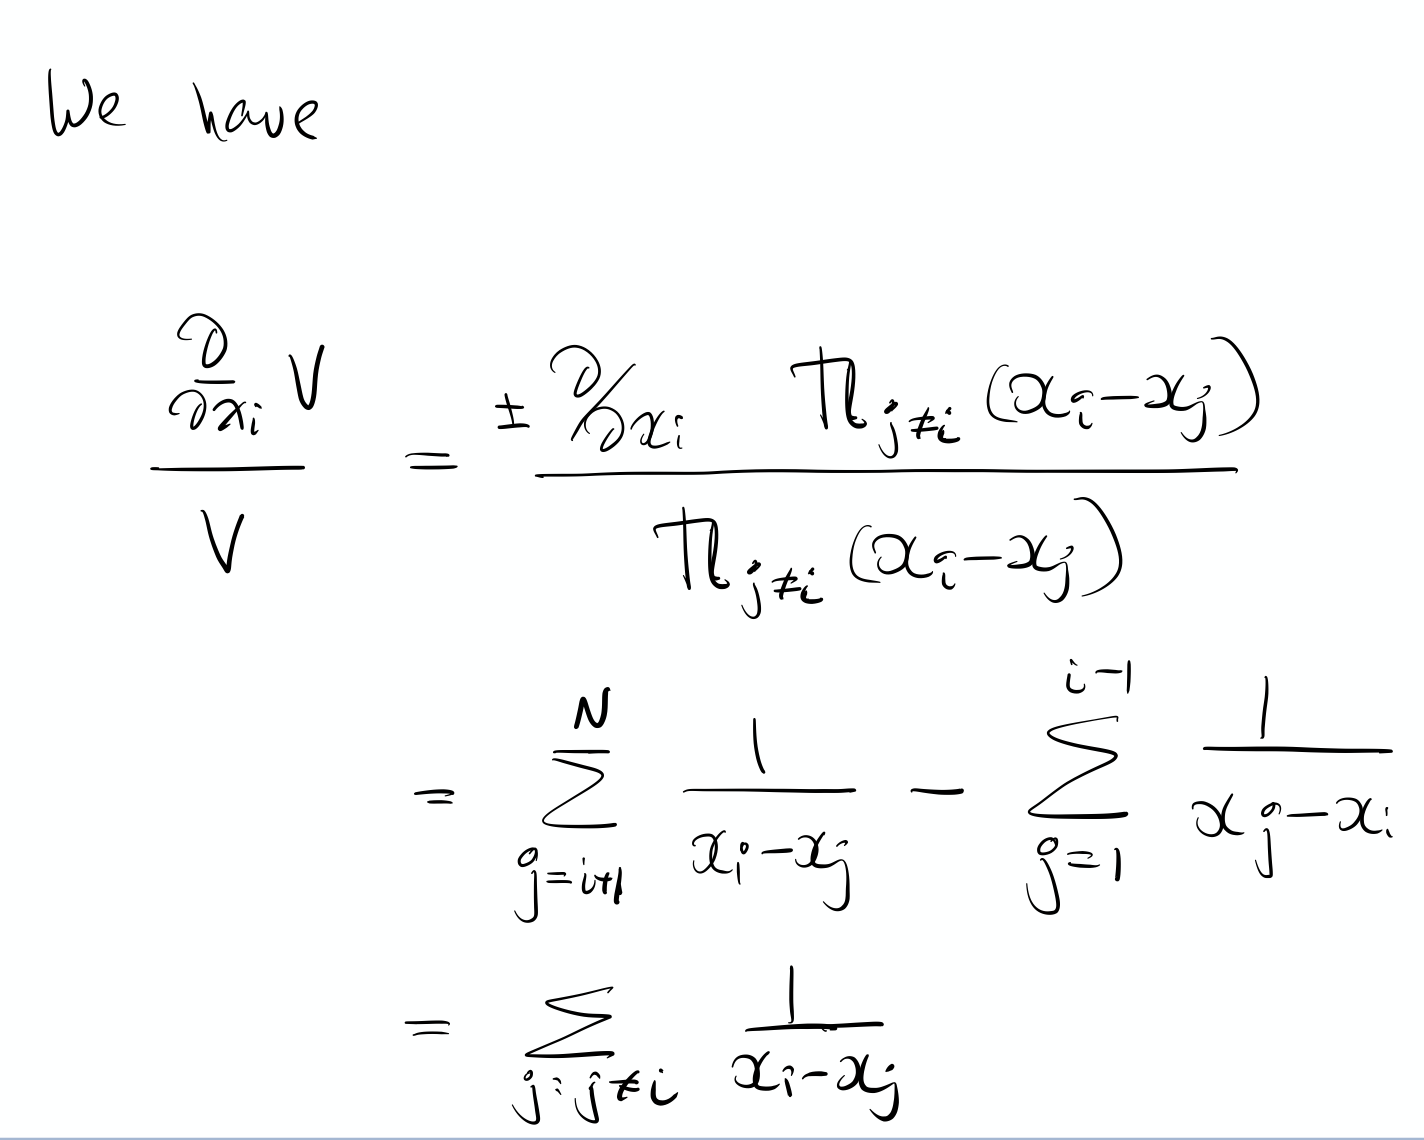 We have
$\frac{\frac{\partial}{\partial x_i} V}{V} = \frac{\pm \partial / \partial x_i \prod_{j \neq i} (x_i - x_j)}{\prod_{j \neq i} (x_i - x_j)}$
$= \sum_{j=i+1}^{N} \frac{1}{x_i - x_j} - \sum_{j=1}^{i-1} \frac{1}{x_j - x_i}$
$= \sum_{j : j \neq i} \frac{1}{x_i - x_j}$